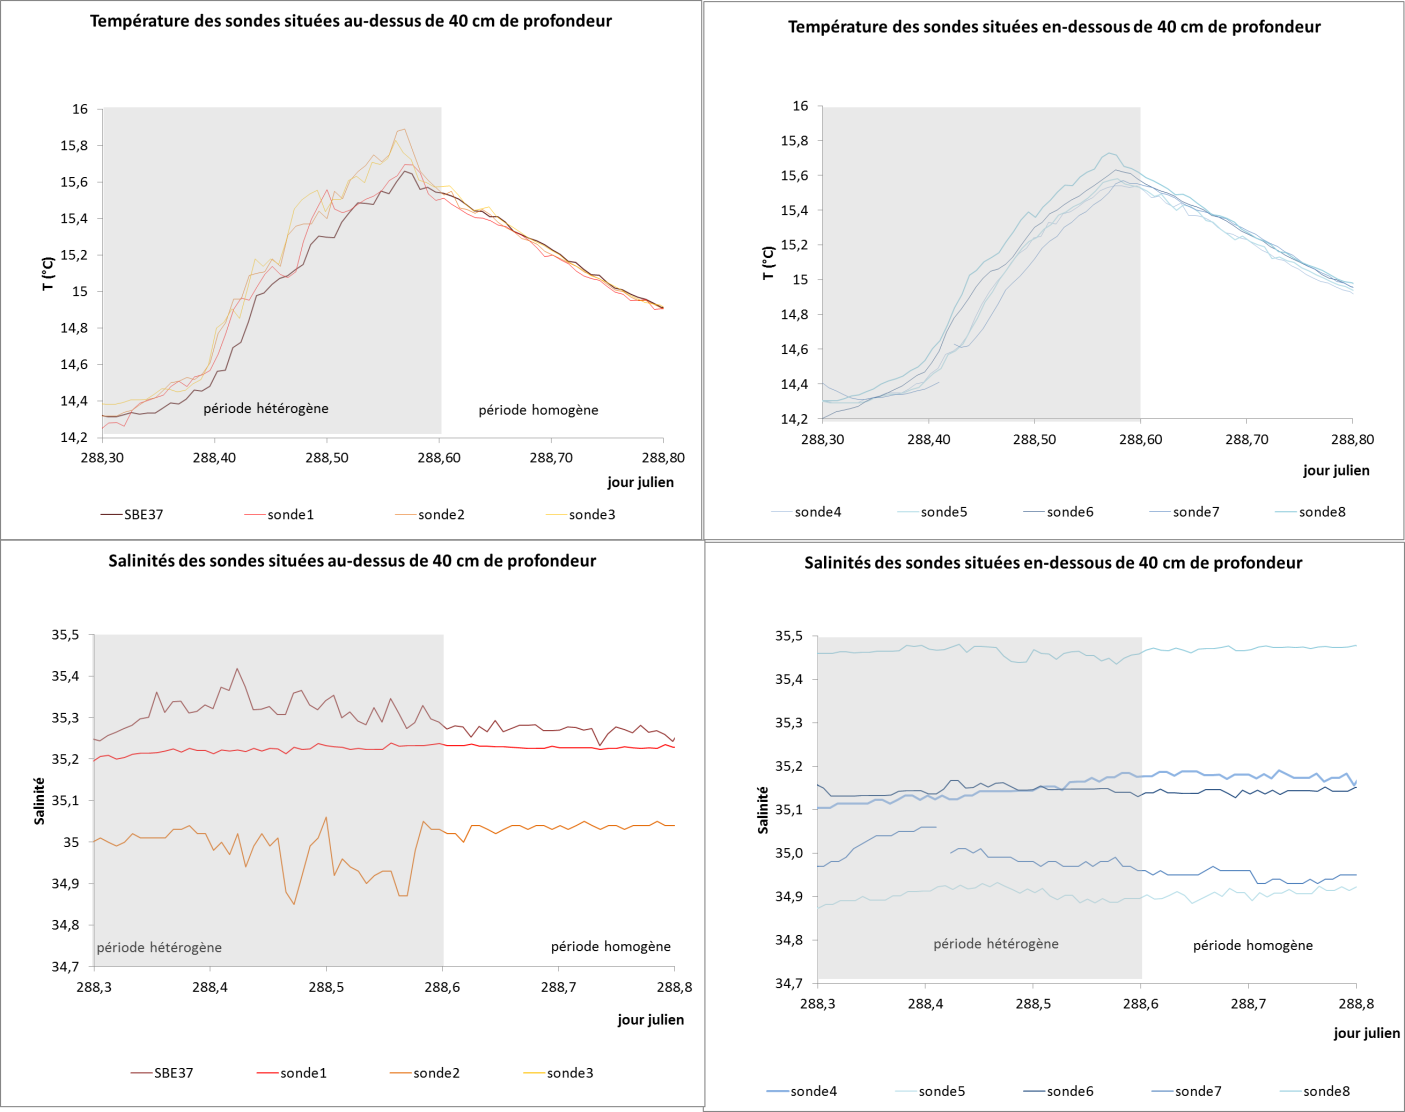 Température des sondes situées au-dessus de 40 cm de profondeur
16
15,8
15,6
15,4
15,2
15
14,8
14,6
14,4
14,2
T (°C)
période hétérogène
période homogène
288,30
288,40
288,50
288,60
288,70
288,80
jour julien
SBE37
sonde1
sonde2
sonde3
Température des sondes situées en-dessous de 40 cm de profondeur
16
15,8
15,6
15,4
15,2
15
14,8
14,6
14,4
14,2
T (°C)
288,30
288,40
288,50
288,60
288,70
288,80
jour julien
sonde4
sonde5
sonde6
sonde7
sonde8
Salinités des sondes situées au-dessus de 40 cm de profondeur
35,5
35,4
35,3
35,2
35,1
35
34,9
34,8
34,7
Salinité
période hétérogène
période homogène
288,3
288,4
288,5
288,6
288,7
288,8
jour julien
SBE37
sonde1
sonde2
sonde3
Salinités des sondes situées en-dessous de 40 cm de profondeur
35,5
35,4
35,3
35,2
35,1
35,0
34,9
34,8
34,7
Salinité
période hétérogène
période homogène
288,3
288,4
288,5
288,6
288,7
288,8
jour julien
sonde4
sonde5
sonde6
sonde7
sonde8